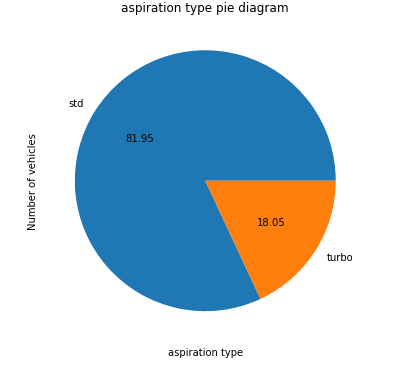 aspiration type pie diagram
std
81.95
Number of vehicles
18.05
turbo
aspiration type